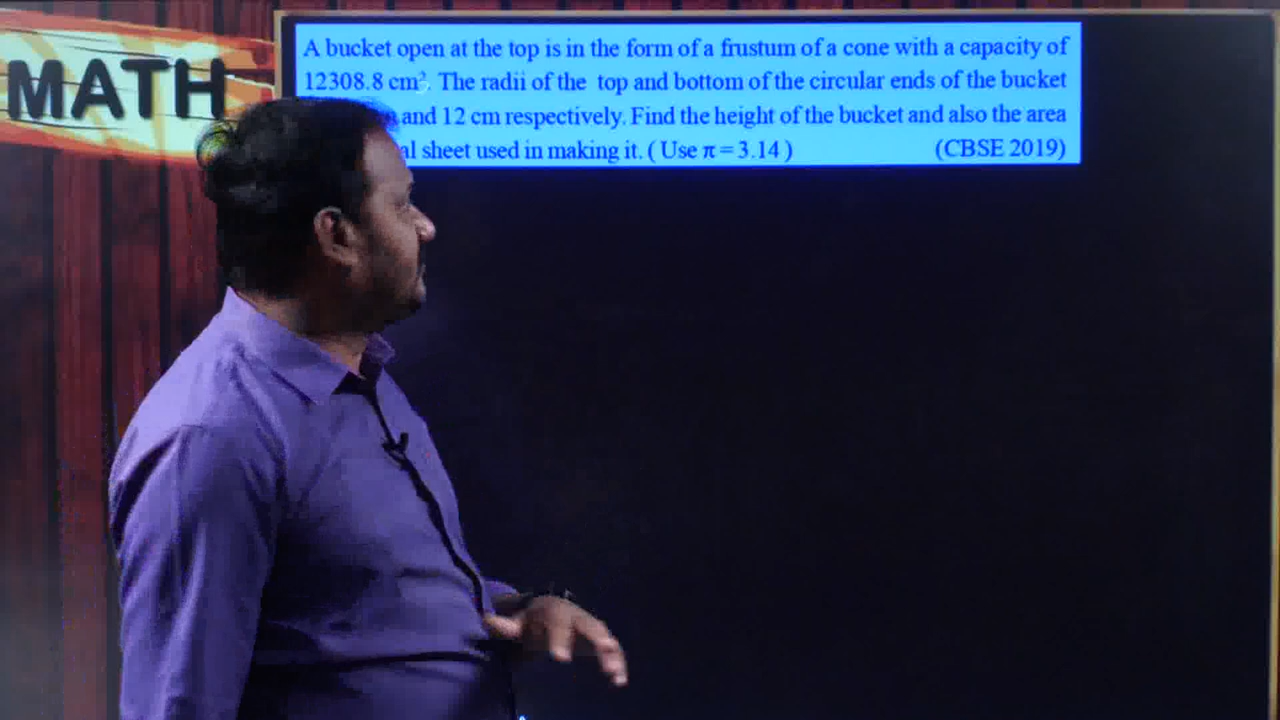 MATH
A bucket open at the top is in the form of a frustum of a cone with a capacity of
12308.8 cm². The radii of the top and bottom of the circular ends of the bucket
and 12 cm respectively. Find the height of the bucket and also the area
al sheet used in making it. ( Use π = 3.14 ) (CBSE 2019)